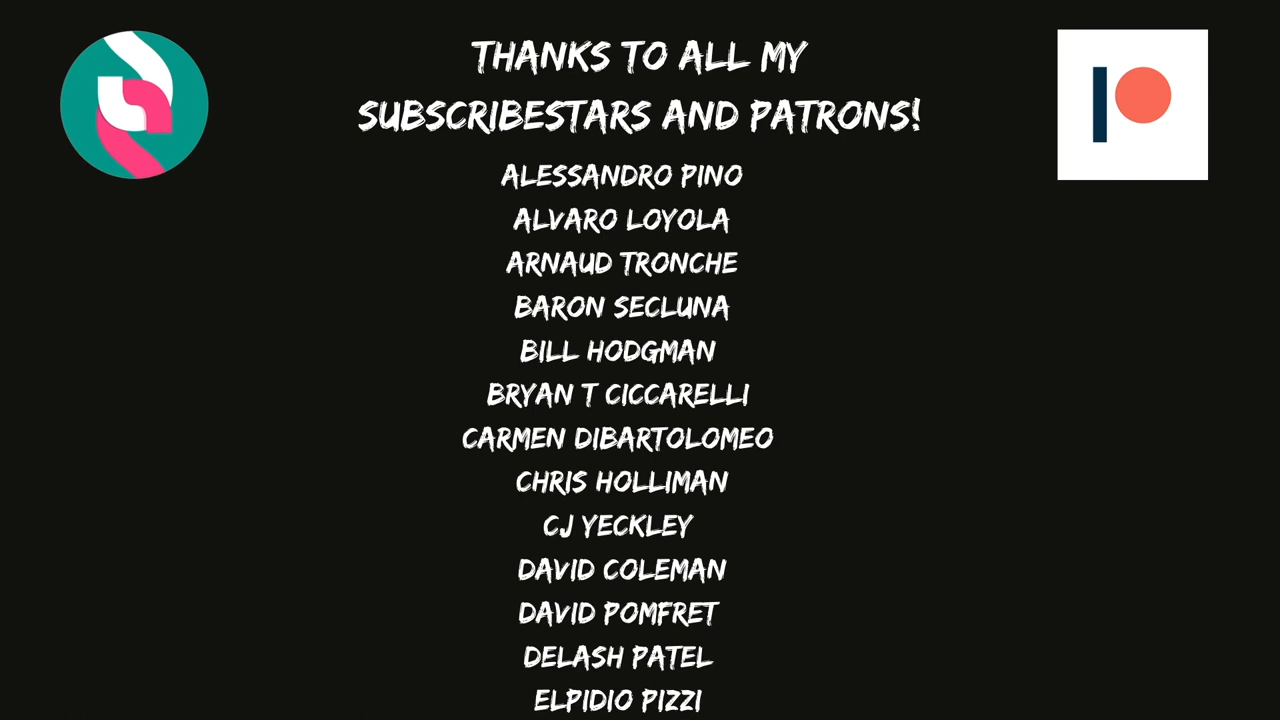 THANKS TO ALL MY
SUBSCRIBESTARS AND PATRONS!
ALESSANDRO PINO
ALVARO LOYOLA
ARNAUD TRONCHE
BARON SECLUNA
BILL HODGMAN
BRYAN T CICCARELLI
CARMEN DIBARTOLOMEO
CHRIS HOLLIMAN
CJ YECKLEY
DAVID COLEMAN
DAVID POMFRET
DELASH PATEL
ELPIDIO PIZZI